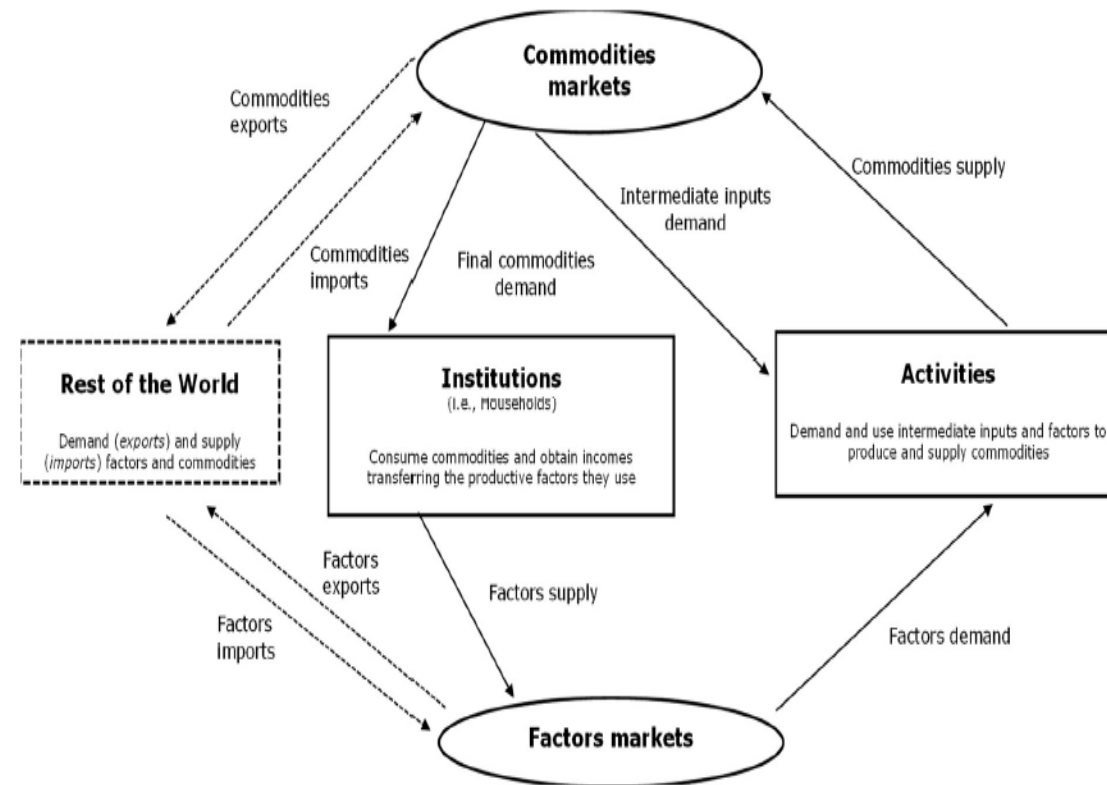 Commodities
markets
Commodities
exports
Commodities supply
Intermediate inputs
demand
Commodities
imports
Final commodities
demand
Rest of the World
Demand (exports) and supply
(imports) factors and commodities
Institutions
(i.e., Households)
Consume commodities and obtain incomes
transferring the productive factors they use
Activities
Demand and use intermediate inputs and factors to
produce and supply commodities
Factors
exports
Factors supply
Factors
imports
Factors demand
Factors markets